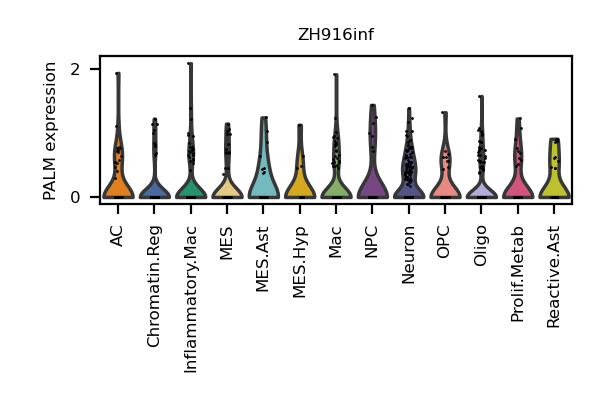 ZH916inf
PALM expression
2
0
AC
Chromatin.Reg
Inflammatory.Mac
MES
MES.Ast
MES.Hyp
Mac
NPC
Neuron
OPC
Oligo
Prolif.Metab
Reactive.Ast